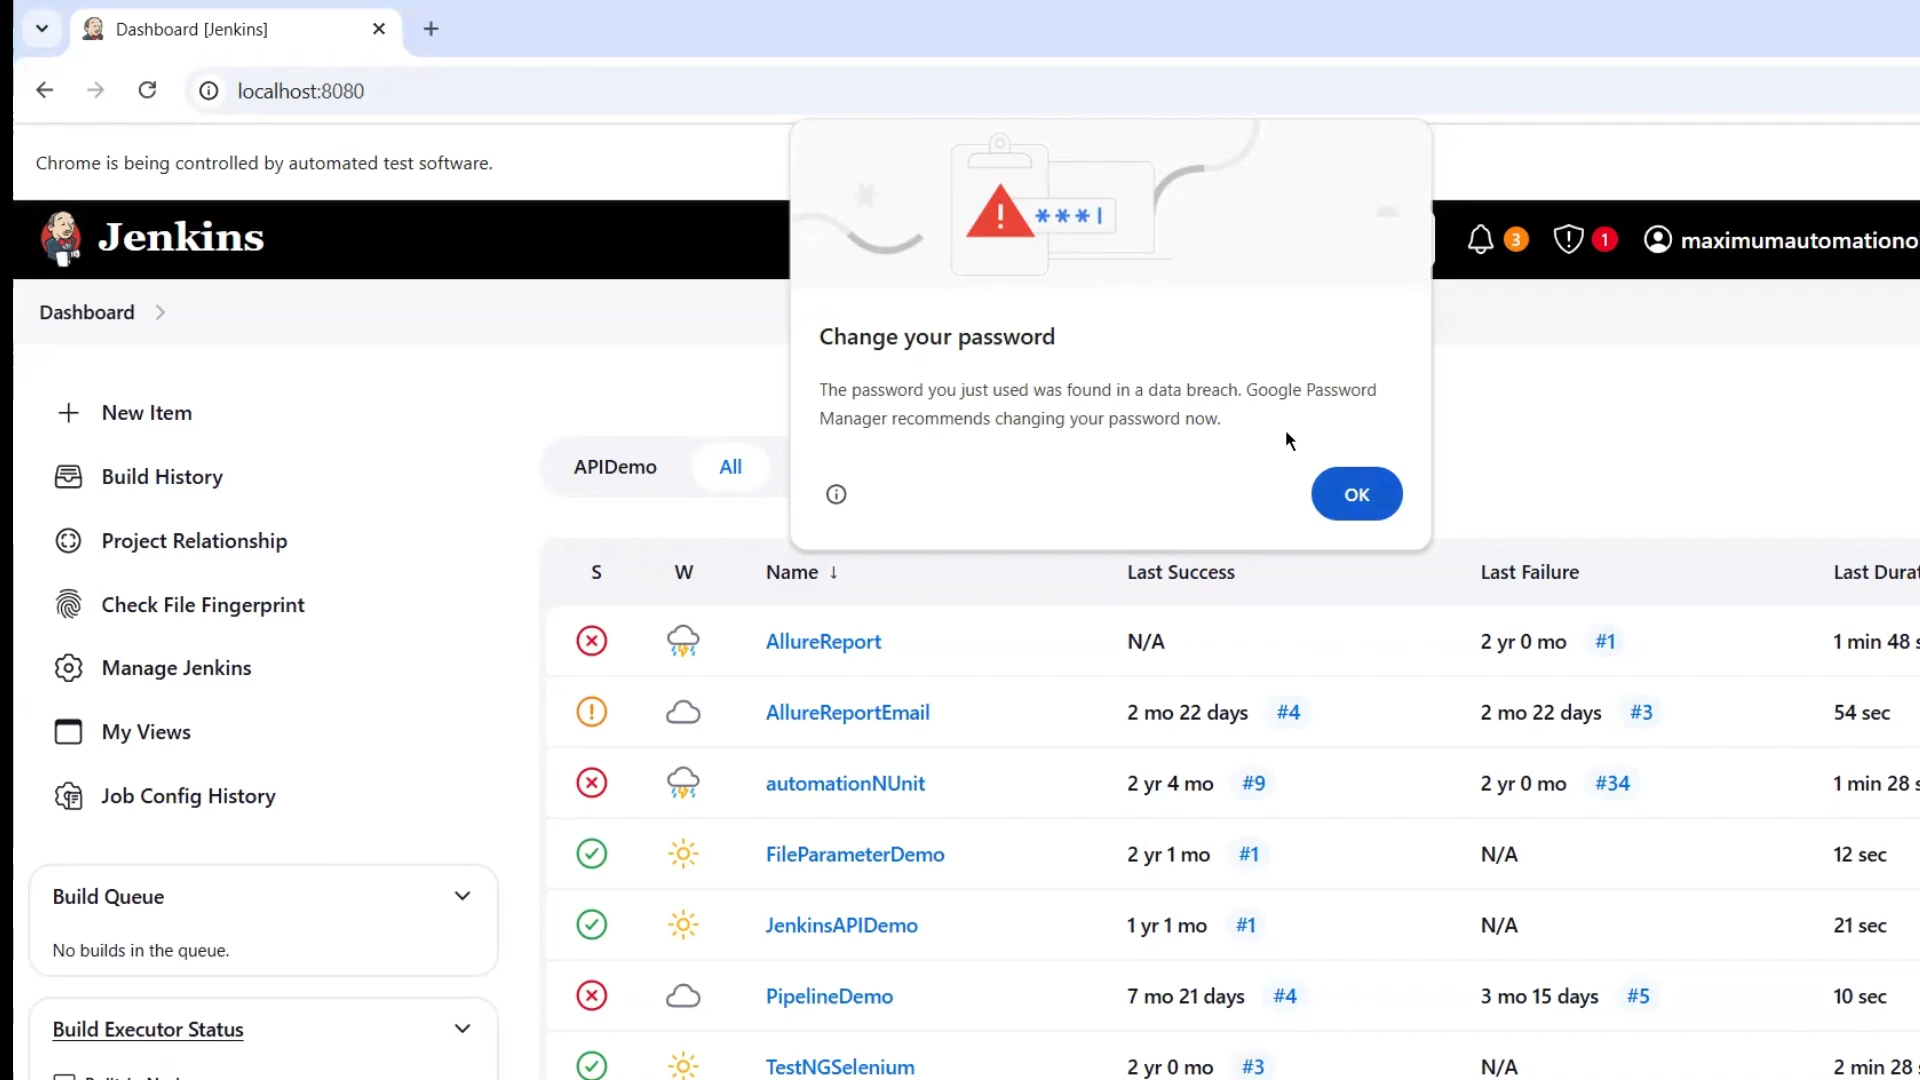 Dashboard [Jenkins]
localhost:8080
Chrome is being controlled by automated test software.
Jenkins
3
1
maximumautomationo
Dashboard
***|
Change your password
The password you just used was found in a data breach. Google Password
Manager recommends changing your password now.
OK
New Item
Build History
Project Relationship
Check File Fingerprint
Manage Jenkins
My Views
Job Config History
Build Queue
No builds in the queue.
Build Executor Status
APIDemo All
S W Name ↓ Last Success Last Failure Last Durat
AllureReport N/A 2 yr 0 mo #1 1 min 48 s
AllureReportEmail 2 mo 22 days #4 2 mo 22 days #3 54 sec
automationNUnit 2 yr 4 mo #9 2 yr 0 mo #34 1 min 28 s
FileParameterDemo 2 yr 1 mo #1 N/A 12 sec
JenkinsAPIDemo 1 yr 1 mo #1 N/A 21 sec
PipelineDemo 7 mo 21 days #4 3 mo 15 days #5 10 sec
TestNGSelenium 2 yr 0 mo #3 N/A 2 min 28 s